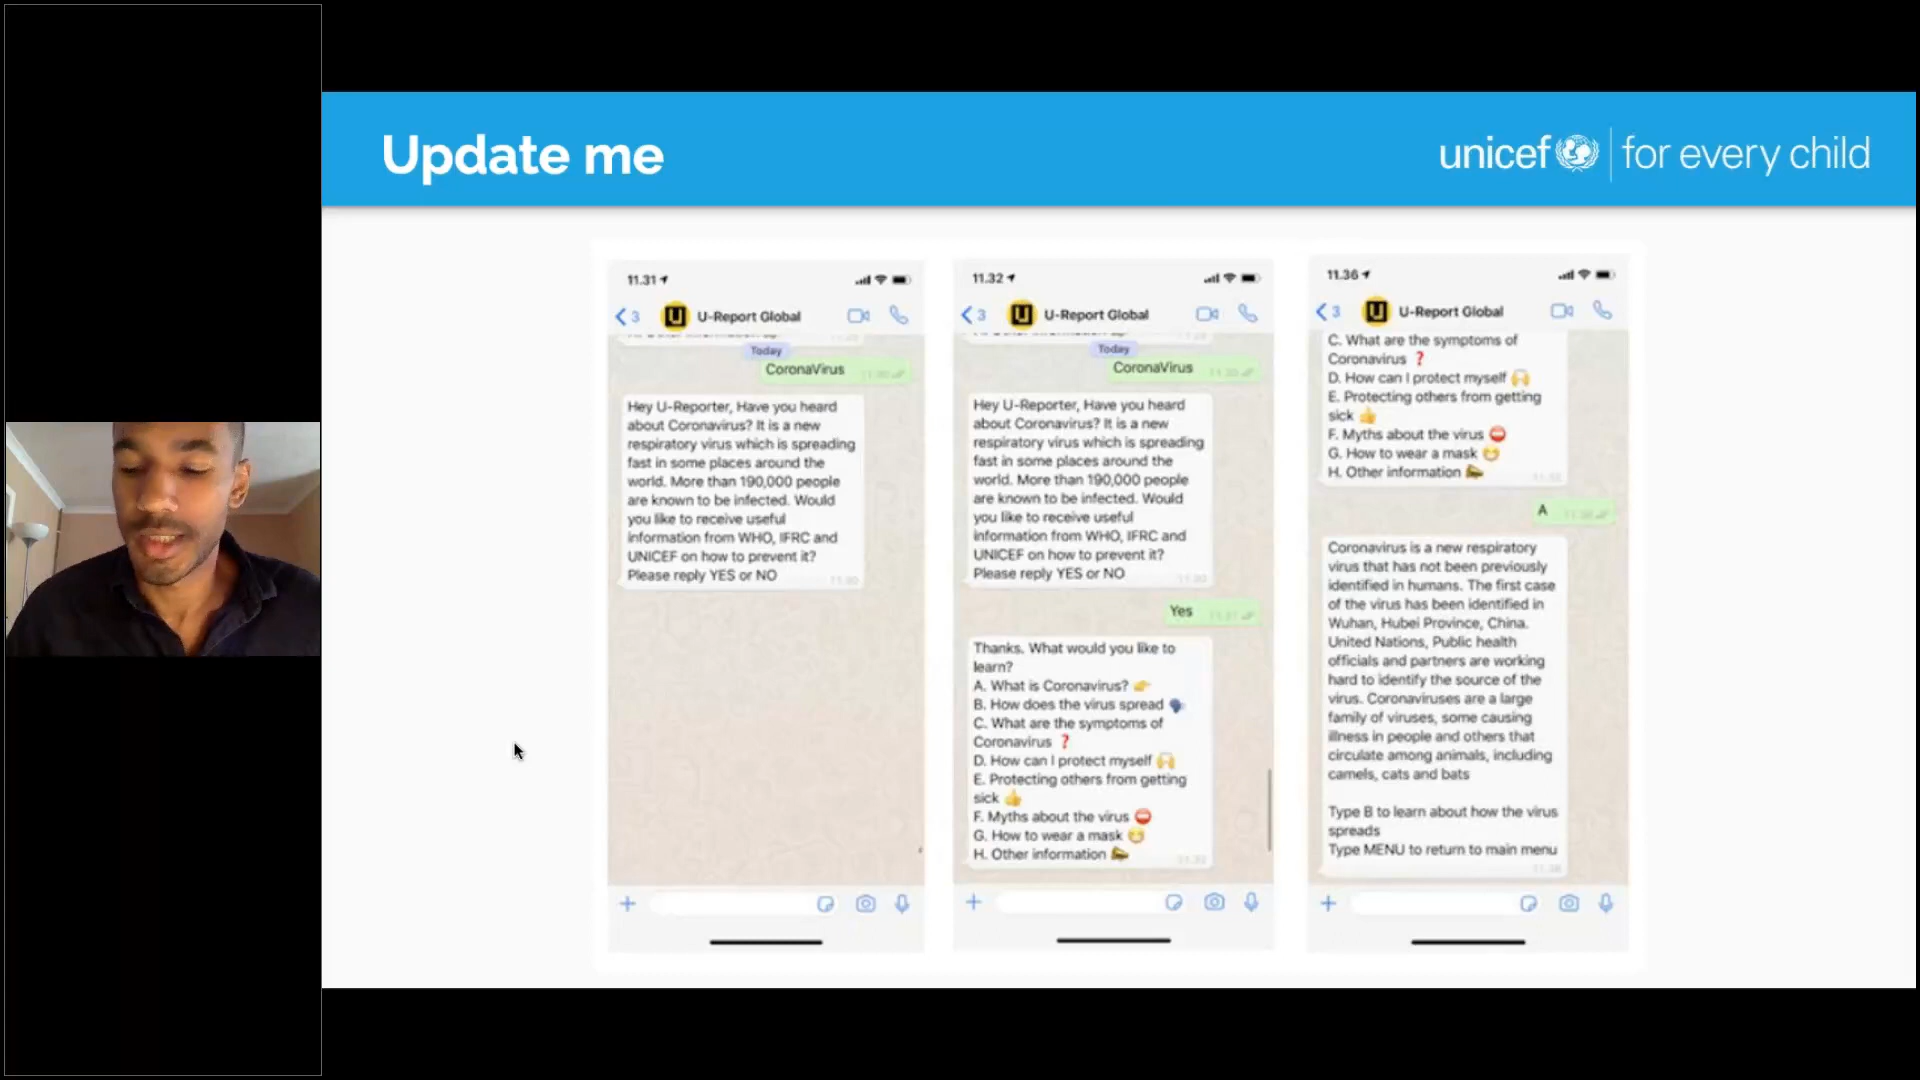 Update me
unicef for every child
11.31
3
U-Report Global
Today
CoronaVirus
Hey U-Reporter, Have you heard
about Coronavirus? It is a new
respiratory virus which is spreading
fast in some places around the
world. More than 190,000 people
are known to be infected. Would
you like to receive useful
information from WHO, IFRC and
UNICEF on how to prevent it?
Please reply YES or NO
11.32
3
U-Report Global
Today
CoronaVirus
Hey U-Reporter, Have you heard
about Coronavirus? It is a new
respiratory virus which is spreading
fast in some places around the
world. More than 190,000 people
are known to be infected. Would
you like to receive useful
information from WHO, IFRC and
UNICEF on how to prevent it?
Please reply YES or NO
Yes
Thanks. What would you like to
learn?
A. What is Coronavirus? 👉
B. How does the virus spread 🗣
C. What are the symptoms of
Coronavirus ❓
D. How can I protect myself 🙌
E. Protecting others from getting
sick 👍
F. Myths about the virus ⛔
G. How to wear a mask 😷
H. Other information 📣
11.36
3
U-Report Global
C. What are the symptoms of
Coronavirus ❓
D. How can I protect myself 🙌
E. Protecting others from getting
sick 👍
F. Myths about the virus ⛔
G. How to wear a mask 😷
H. Other information 📣
A
Coronavirus is a new respiratory
virus that has not been previously
identified in humans. The first case
of the virus has been identified in
Wuhan, Hubei Province, China.
United Nations, Public health
officials and partners are working
hard to identify the source of the
virus. Coronaviruses are a large
family of viruses, some causing
illness in people and others that
circulate among animals, including
camels, cats and bats
Type B to learn about how the virus
spreads
Type MENU to return to main menu